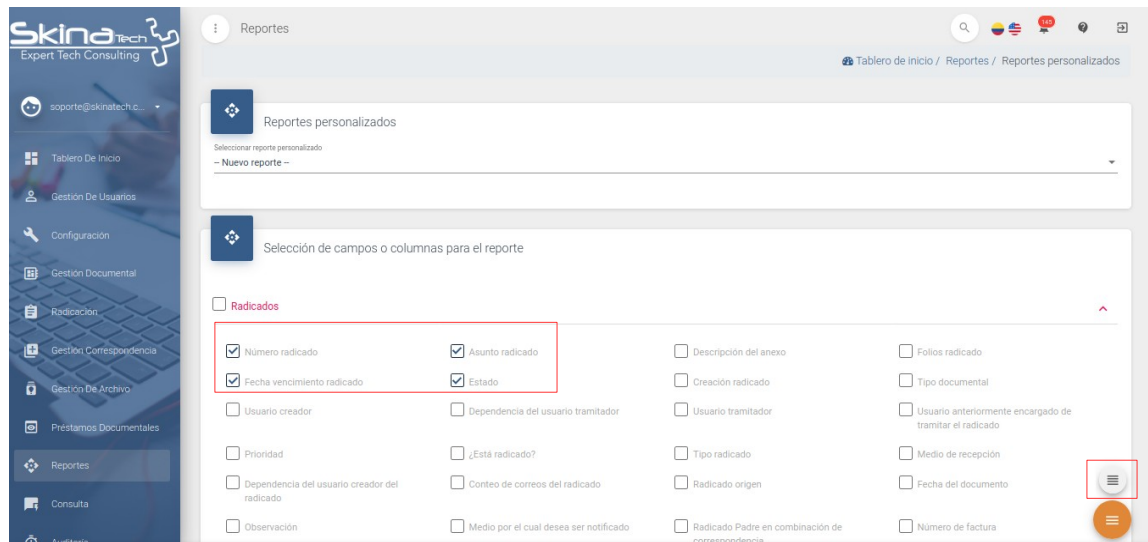 SkinaTech
Expert Tech Consulting
soporte@skinatech.c...
Tablero De Inicio
Gestión De Usuarios
Configuración
Gestión Documental
Radicación
Gestión Correspondencia
Gestión De Archivo
Préstamos Documentales
Reportes
Consulta
Auditoría
Reportes
145
Tablero de inicio / Reportes / Reportes personalizados
Reportes personalizados
Seleccionar reporte personalizado
-- Nuevo reporte --
Selección de campos o columnas para el reporte
Radicados
Número radicado
Asunto radicado
Descripción del anexo
Folios radicado
Fecha vencimiento radicado
Estado
Creación radicado
Tipo documental
Usuario creador
Dependencia del usuario tramitador
Usuario tramitador
Usuario anteriormente encargado de
tramitar el radicado
Prioridad
¿Está radicado?
Tipo radicado
Medio de recepción
Dependencia del usuario creador del
radicado
Conteo de correos del radicado
Radicado origen
Fecha del documento
Observación
Medio por el cual desea ser notificado
Radicado Padre en combinación de
correspondencia
Número de factura